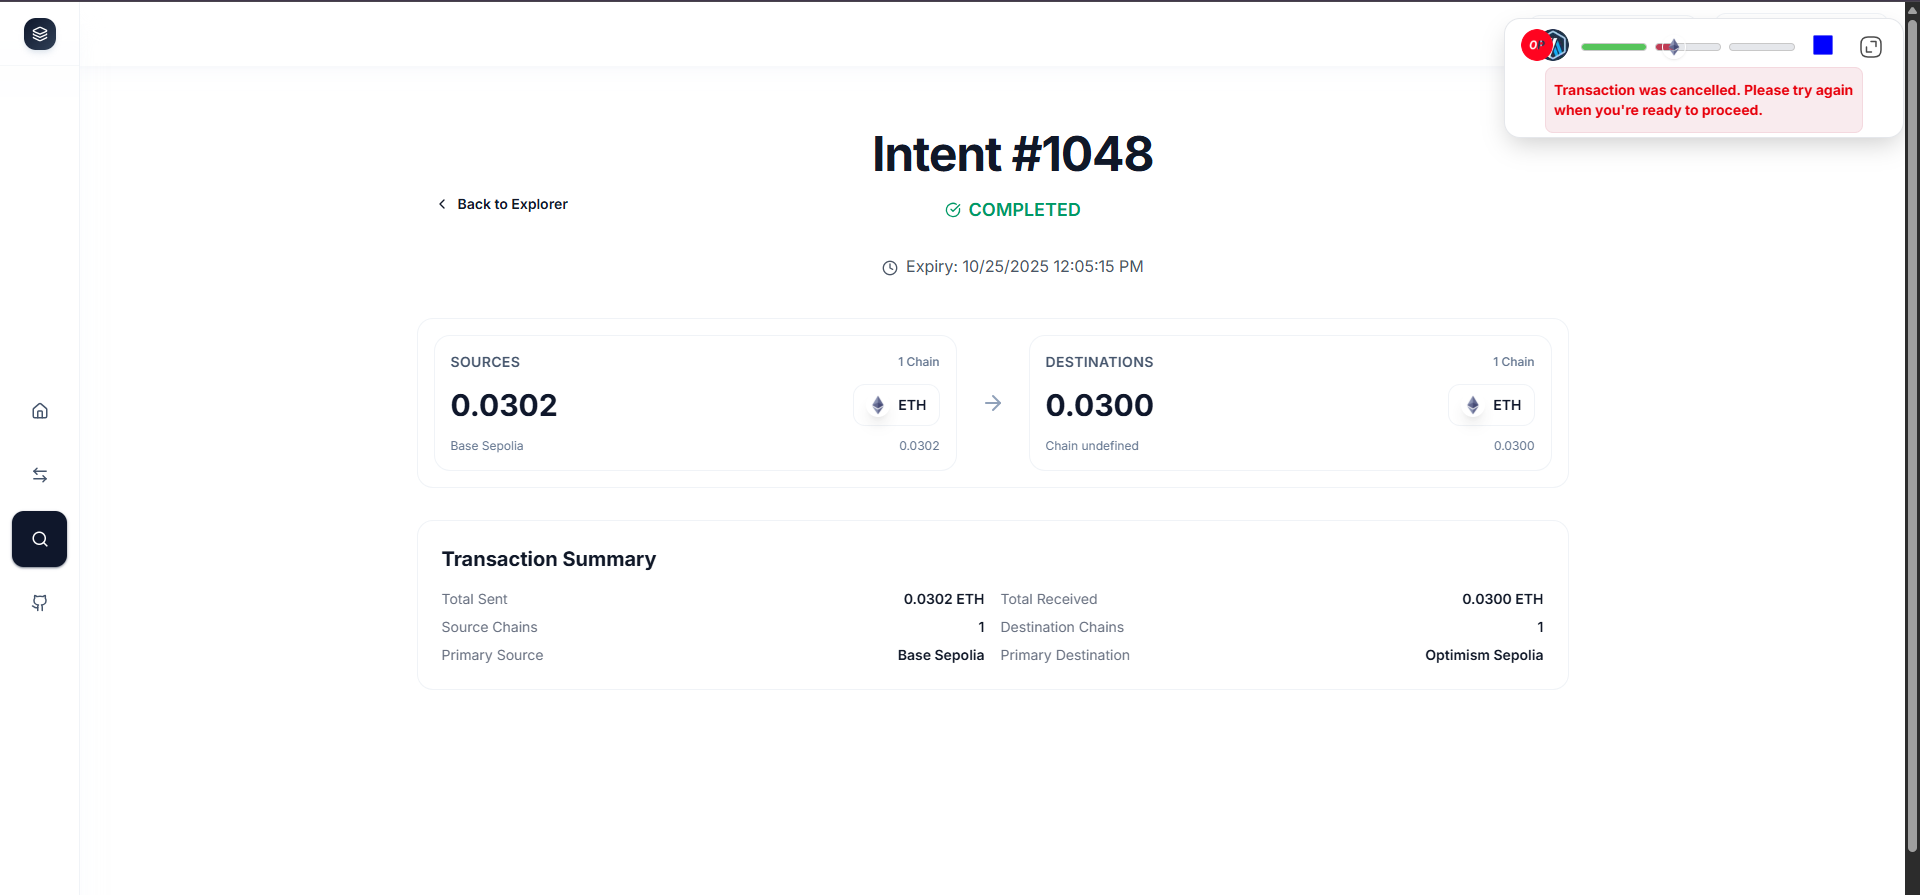 Transaction was cancelled. Please try again
when you're ready to proceed.
Intent #1048
Back to Explorer
COMPLETED
Expiry: 10/25/2025 12:05:15 PM
SOURCES
1 Chain
0.0302
ETH
Base Sepolia
0.0302
DESTINATIONS
1 Chain
0.0300
ETH
Chain undefined
0.0300
Transaction Summary
Total Sent
0.0302 ETH
Total Received
0.0300 ETH
Source Chains
1
Destination Chains
1
Primary Source
Base Sepolia
Primary Destination
Optimism Sepolia